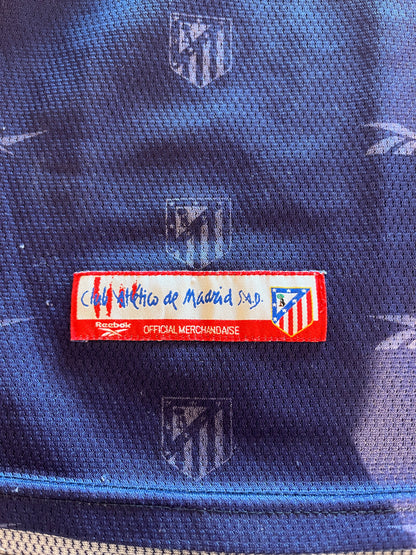 Club Atlético de Madrid S.A.D.
Reebok OFFICIAL MERCHANDAISE